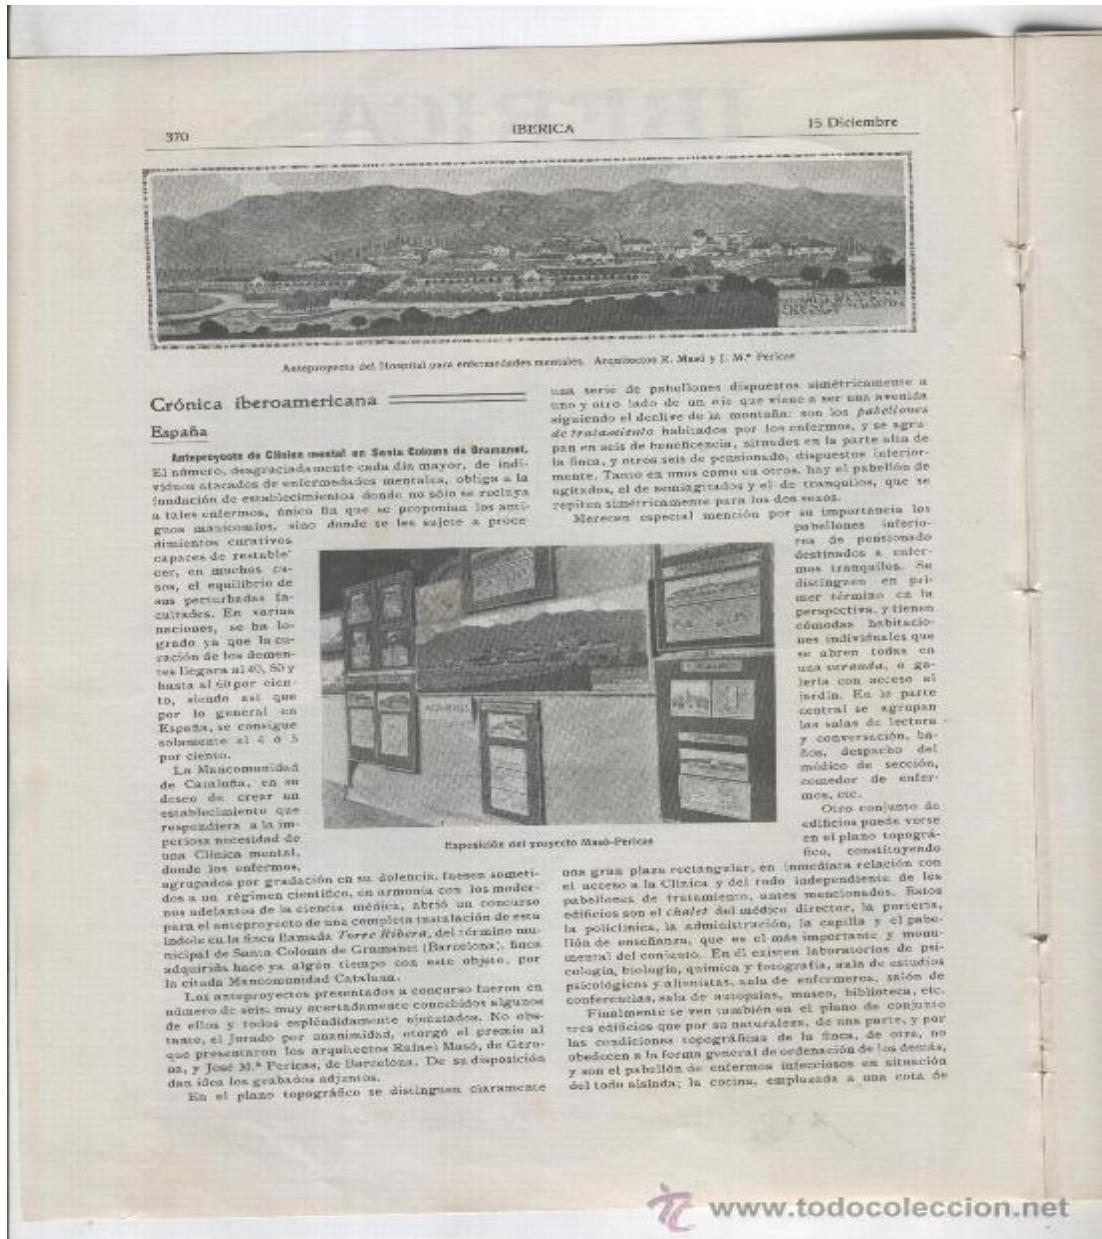 370
IBERICA
15 Diciembre
Anteproyecto del Hospital para enfermedades mentales. Arquitectos R. Masó y J. M.ª Pericas
Crónica iberoamericana
España
Anteproyecto de Clínica mental en Santa Coloma de Gramanet.
El número, desgraciadamente cada día mayor, de indi-
viduos atacados de enfermedades mentales, obliga a la
fundación de establecimientos donde no sólo se recluya
a tales enfermos, único fin que se proponían los anti-
guos manicomios, sino donde se les sujete a proce-
dimientos curativos
capaces de restable-
cer, en muchos ca-
sos, el equilibrio de
sus perturbadas fa-
cultades. En varias
naciones, se ha lo-
grado ya que la cu-
ración de los demen-
tes llegara al 40, 50 y
hasta al 60 por cien-
to, siendo así que
por lo general en
España, se consigue
solamente el 4 ó 5
por ciento.
La Mancomunidad
de Cataluña, en su
deseo de crear un
establecimiento que
respondiera a la im-
periosa necesidad de
una Clínica mental,
donde los enfermos,
agrupados por gradación en su dolencia, fuesen someti-
dos a un régimen científico, en armonía con los moder-
nos adelantos de la ciencia médica, abrió un concurso
para el anteproyecto de una completa instalación de esta
índole en la finca llamada Torre Ribera, del término mu-
nicipal de Santa Coloma de Gramanet (Barcelona), finca
adquirida hace ya algún tiempo con este objeto, por
la citada Mancomunidad Catalana.
Los anteproyectos presentados a concurso fueron en
número de seis, muy acertadamente concebidos algunos
de ellos y todos espléndidamente ejecutados. No obs-
tante, el Jurado por unanimidad, otorgó el premio al
que presentaron los arquitectos Rafael Masó, de Gero-
na, y José M.ª Pericas, de Barcelona. De su disposición
dan idea los grabados adjuntos.
En el plano topográfico se distinguen claramente
una serie de pabellones dispuestos simétricamente a
uno y otro lado de un eje que viene a ser una avenida
siguiendo el declive de la montaña: son los pabellones
de tratamiento habitados por los enfermos, y se agru-
pan en seis de beneficencia, situados en la parte alta de
la finca, y otros seis de pensionado, dispuestos inferior-
mente. Tanto en unos como en otros, hay el pabellón de
agitados, el de semiagitados y el de tranquilos, que se
repiten simétricamente para los dos sexos.
Merecen especial mención por su importancia los
pabellones inferio-
res de pensionado
destinados a enfer-
mos tranquilos. Se
distinguen en pri-
mer término en la
perspectiva, y tienen
cómodas habitacio-
nes individuales que
se abren todas en
una veranda, o ga-
lería con acceso al
jardín. En la parte
central se agrupan
las salas de lectura
y conversación, ba-
ños, despacho del
médico de sección,
comedor de enfer-
mos, etc.
Otro conjunto de
edificios puede verse
en el plano topográ-
fico, constituyendo
una gran plaza rectangular, en inmediata relación con
el acceso a la Clínica y del todo independiente de los
pabellones de tratamiento, antes mencionados. Estos
edificios son el chalet del médico director, la portería,
la policlínica, la administración, la capilla y el pabe-
llón de enseñanza, que es el más importante y monu-
mental del conjunto. En él existen laboratorios de psi-
cología, biología, química y fotografía, aula de estudios
psicológicos y alienistas, aula de enfermeros, salón de
conferencias, sala de autopsias, museo, biblioteca, etc.
Finalmente se ven también en el plano de conjunto
tres edificios que por su naturaleza, de una parte, y por
las condiciones topográficas de la finca, de otra, no
obedecen a la forma general de ordenación de los demás,
y son el pabellón de enfermos infecciosos en situación
del todo aislada; la cocina, emplazada a una cota de
Exposición del proyecto Masó-Pericas
www.todocoleccion.net